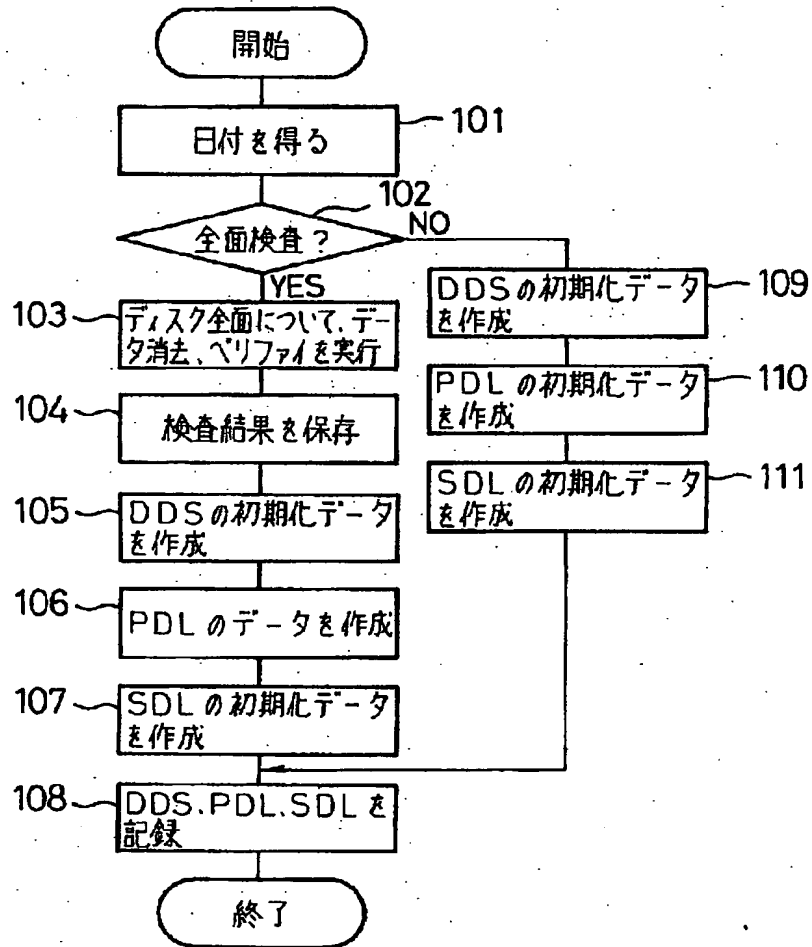 開始
日付を得る
101
全面検査?
102
NO
YES
103
ディスク全面について、デー
タ消去、ベリファイを実行
104
検査結果を保存
105
DDSの初期化データ
を作成
106
PDLのデータを作成
107
SDLの初期化データ
を作成
108
DDS、PDL、SDLを
記録
終了
DDSの初期化データ
を作成
109
PDLの初期化データ
を作成
110
SDLの初期化データ
を作成
111